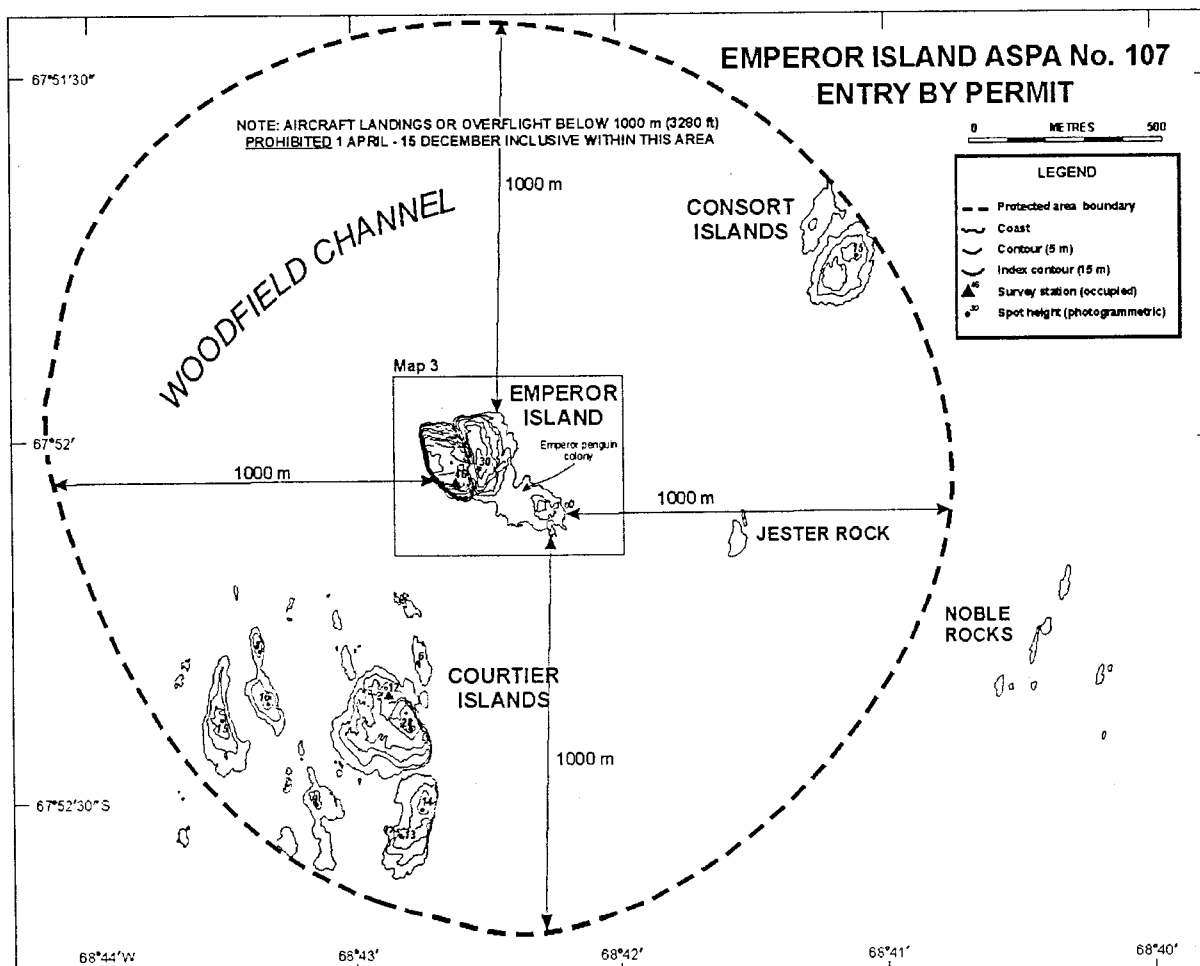 EMPEROR ISLAND ASPA No. 107
ENTRY BY PERMIT
67°51'30"
NOTE: AIRCRAFT LANDINGS OR OVERFLIGHT BELOW 1000 m (3280 ft)
PROHIBITED 1 APRIL - 15 DECEMBER INCLUSIVE WITHIN THIS AREA
0 METRES 500
LEGEND
Protected area boundary
Coast
Contour (5 m)
Index contour (15 m)
Survey station (occupied)
Spot height (photogrammetric)
1000 m
CONSORT
ISLANDS
WOODFIELD CHANNEL
Map 3
EMPEROR
ISLAND
Emperor penguin
colony
30
67°52'
1000 m
1000 m
JESTER ROCK
NOBLE
ROCKS
COURTIER
ISLANDS
17
1000 m
14
13
67°52'30"S
68°44'W
68°43'
68°42'
68°41'
68°40'